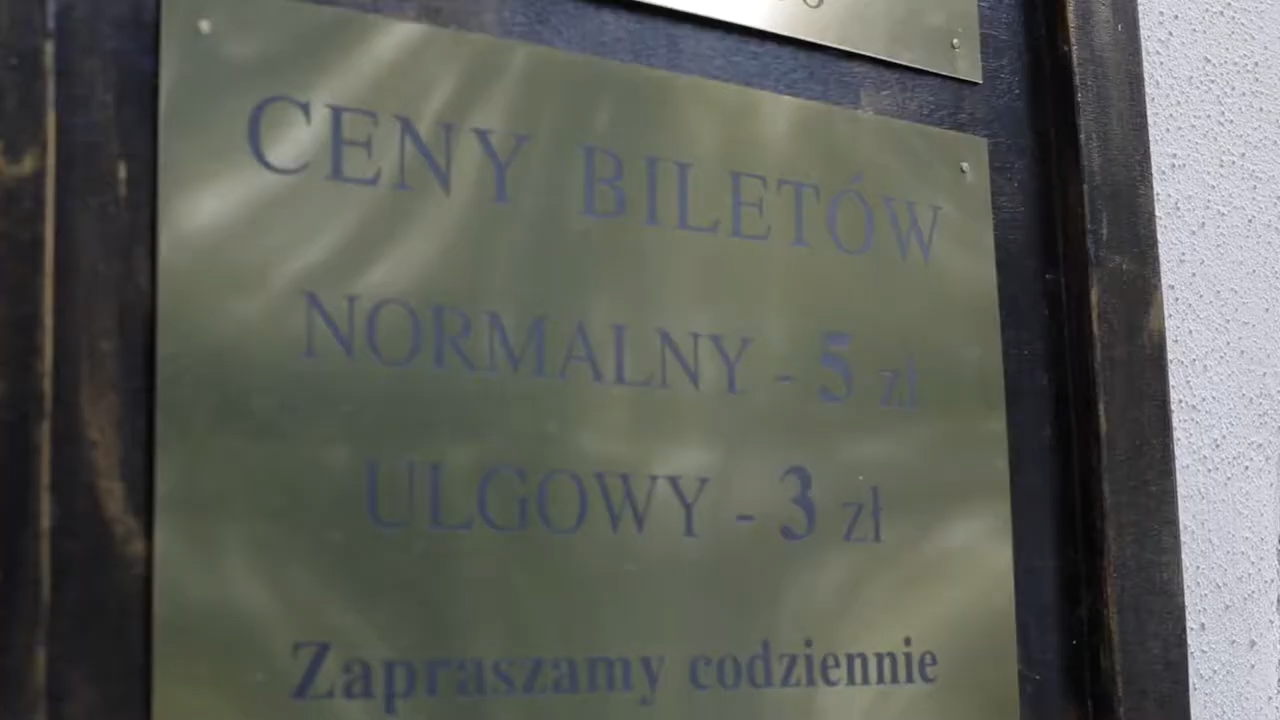 CENY BILETÓW
NORMALNY - 5 zł
ULGOWY - 3 zł
Zapraszamy codziennie